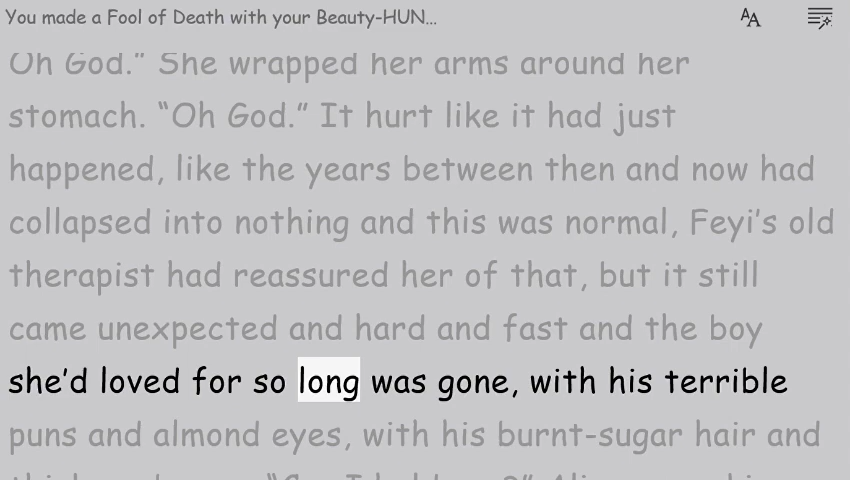 You made a Fool of Death with your Beauty-HUN...
AA
Oh God.” She wrapped her arms around her
stomach. “Oh God.” It hurt like it had just
happened, like the years between then and now had
collapsed into nothing and this was normal, Feyi’s old
therapist had reassured her of that, but it still
came unexpected and hard and fast and the boy
she’d loved for so long was gone, with his terrible
puns and almond eyes, with his burnt-sugar hair and